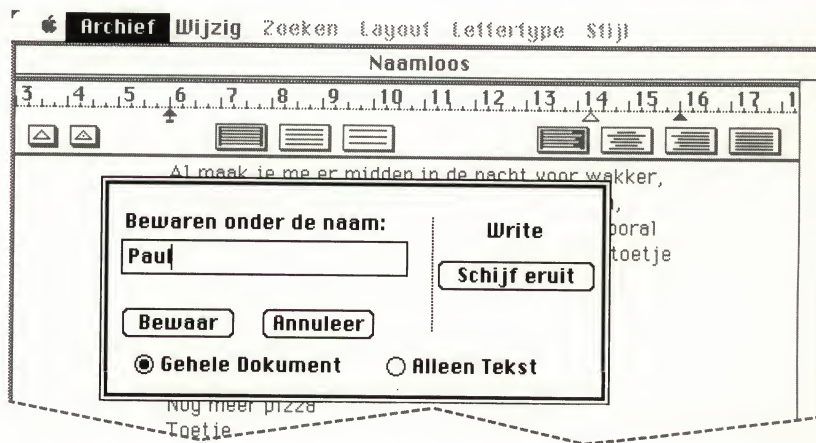 Archief Wijzig Zoeken Layout Lettertype Stijl
Naamloos
3 4 5 6 7 8 9 10 11 12 13 14 15 16 17 1
Al maak je me er midden in de nacht voor wakker,
Bewaren onder de naam:
Write
ooral
Paul
toetje
Schijf eruit
Bewaar Annuleer
Gehele Dokument Alleen Tekst
Nog meer pizza
Toetje